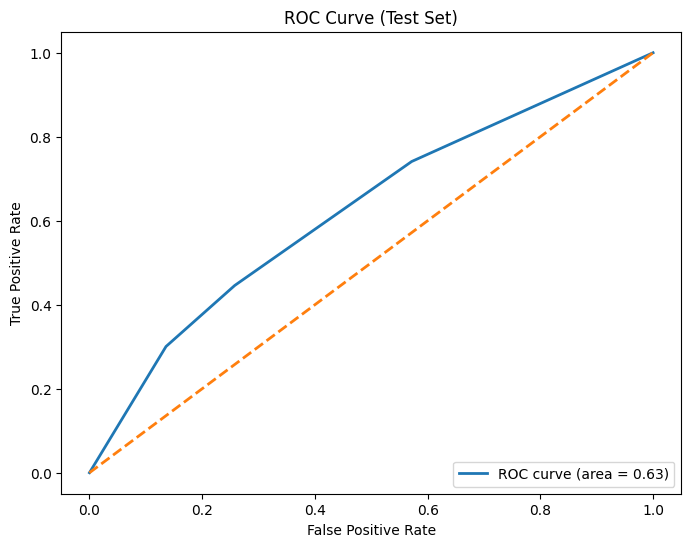 ROC Curve (Test Set)
True Positive Rate
1.0
0.8
0.6
0.4
0.2
0.0
ROC curve (area = 0.63)
0.0 0.2 0.4 0.6 0.8 1.0
False Positive Rate